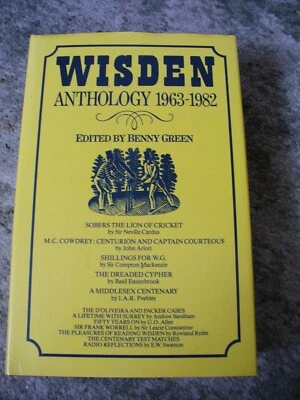 WISDEN
ANTHOLOGY 1963-1982
EDITED BY BENNY GREEN
SOBERS THE LION OF CRICKET
by Sir Neville Cardus
M.C. COWDREY: CENTURION AND CAPTAIN COURTEOUS
by John Arlott
SHILLINGS FOR W.G.
by Sir Compton Mackenzie
THE DREADED CYPHER
by Basil Easterbrook
A MIDDLESEX CENTENARY
by I.A.R. Peebles
THE D'OLIVEIRA AND PACKER CASES
A LIFETIME WITH SURREY by Andrew Sandham
FIFTY YEARS ON by G.O. Allen
SIR FRANK WORRELL by Sir Learie Constantine
THE PLEASURES OF READING WISDEN by Rowland Ryder
THE CENTENARY TEST MATCHES
RADIO REFLECTIONS by E.W. Swanton